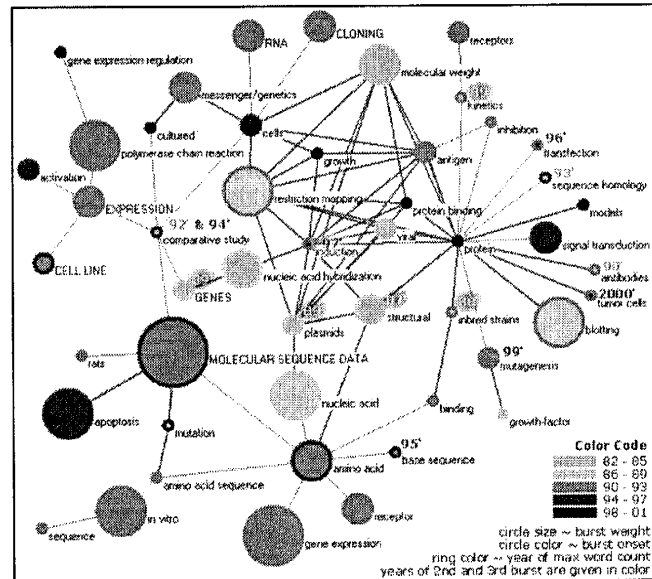 RNA
CLONING
receptors
gene expression regulation
messenger/genetics
molecular weight
kinetics
cultured
cells
inhibition
polymerase chain reaction
growth
antigen
96'
transfection
activation
93'
sequence homology
restriction mapping
EXPRESSION
protein binding
models
92' & 94'
comparative study
97'
induction
viral
protein
signal transduction
CELL LINE
nucleic acid hybridization
antibodies
GENES
2000'
tumor cells
plasmids
structural
inbred strains
blotting
MOLECULAR SEQUENCE DATA
99'
mutagenesis
rats
nucleic acid
apoptosis
binding
growth-factor
mutation
95'
base sequence
Color Code
amino acid
82 - 85
amino acid sequence
86 - 89
90 - 93
94 - 97
in vitro
receptor
98 - 01
sequence
gene expression
circle size ~ burst weight
circle color ~ burst onset
ring color ~ year of max word count
years of 2nd and 3rd burst are given in color